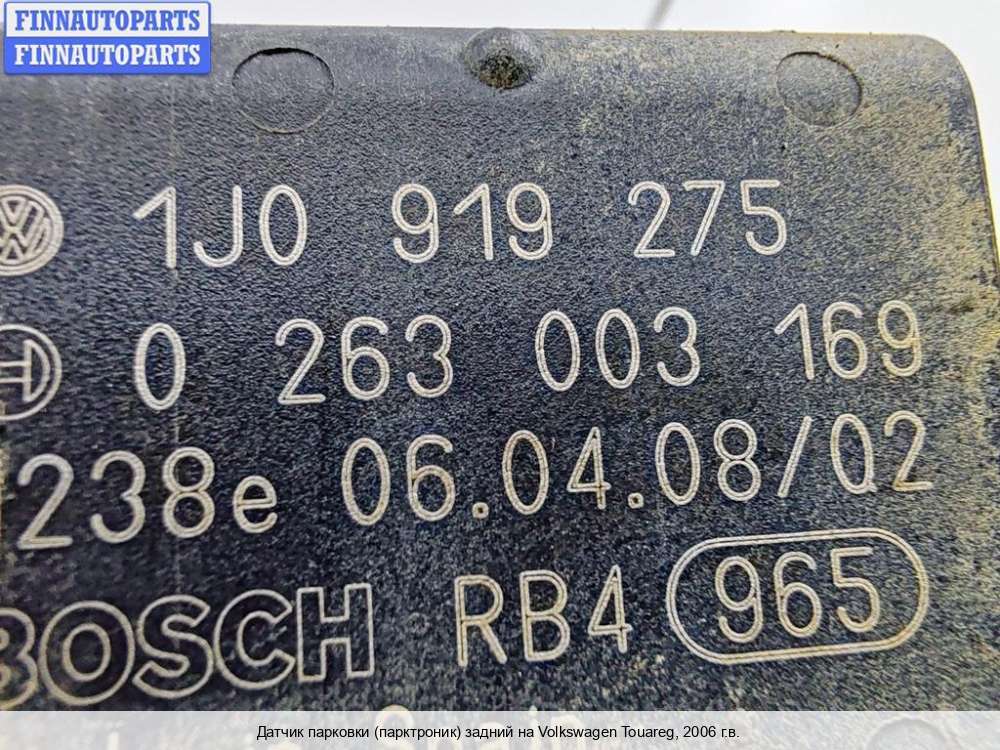 FINNAUTOPARTS
FINNAUTOPARTS
1J0 919 275
0 263 003 169
238e 06.04.08/02
BOSCH RB4 965
Датчик парковки (парктроник) задний на Volkswagen Touareg, 2006 г.в.